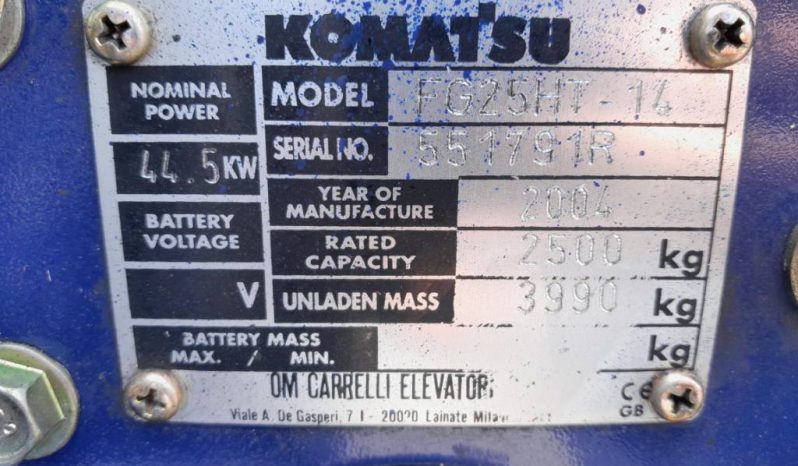 KOMATSU
NOMINAL POWER
44.5 KW
BATTERY VOLTAGE
V
MODEL FG25HT-14
SERIAL NO. 551791R
YEAR OF MANUFACTURE 2004
RATED CAPACITY 2500 kg
UNLADEN MASS 3990 kg
BATTERY MASS
MAX. / MIN. kg
OM CARRELLI ELEVATORI
Viale A. De Gasperi, 7 I - 20020 Lainate
CE
GB